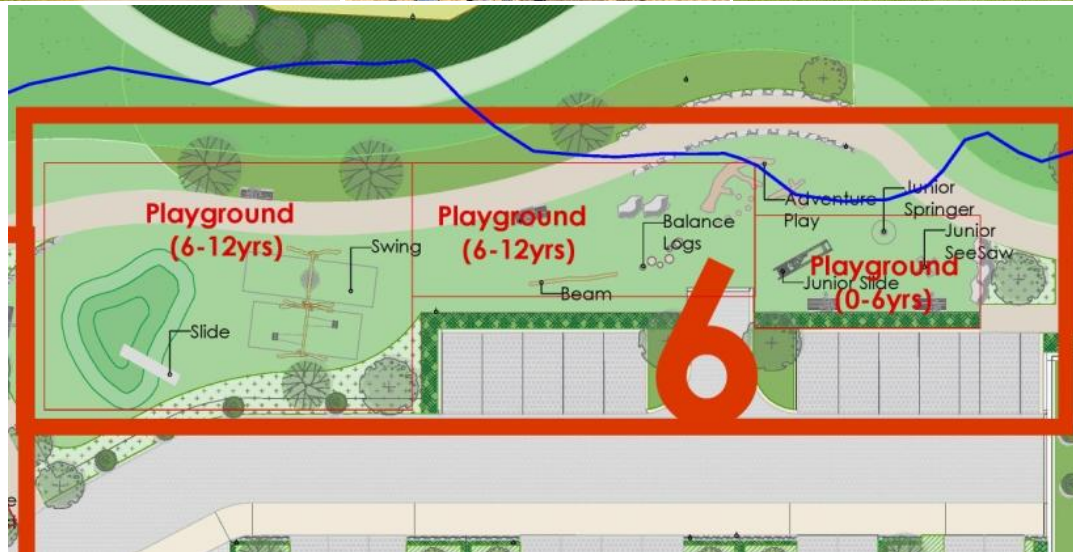 Playground
(6-12yrs)
Swing
Slide
Playground
(6-12yrs)
Balance
Logs
Beam
Adventure
Play
Junior
Springer
Junior
SeeSaw
Junior Slide
Playground
(0-6yrs)
6